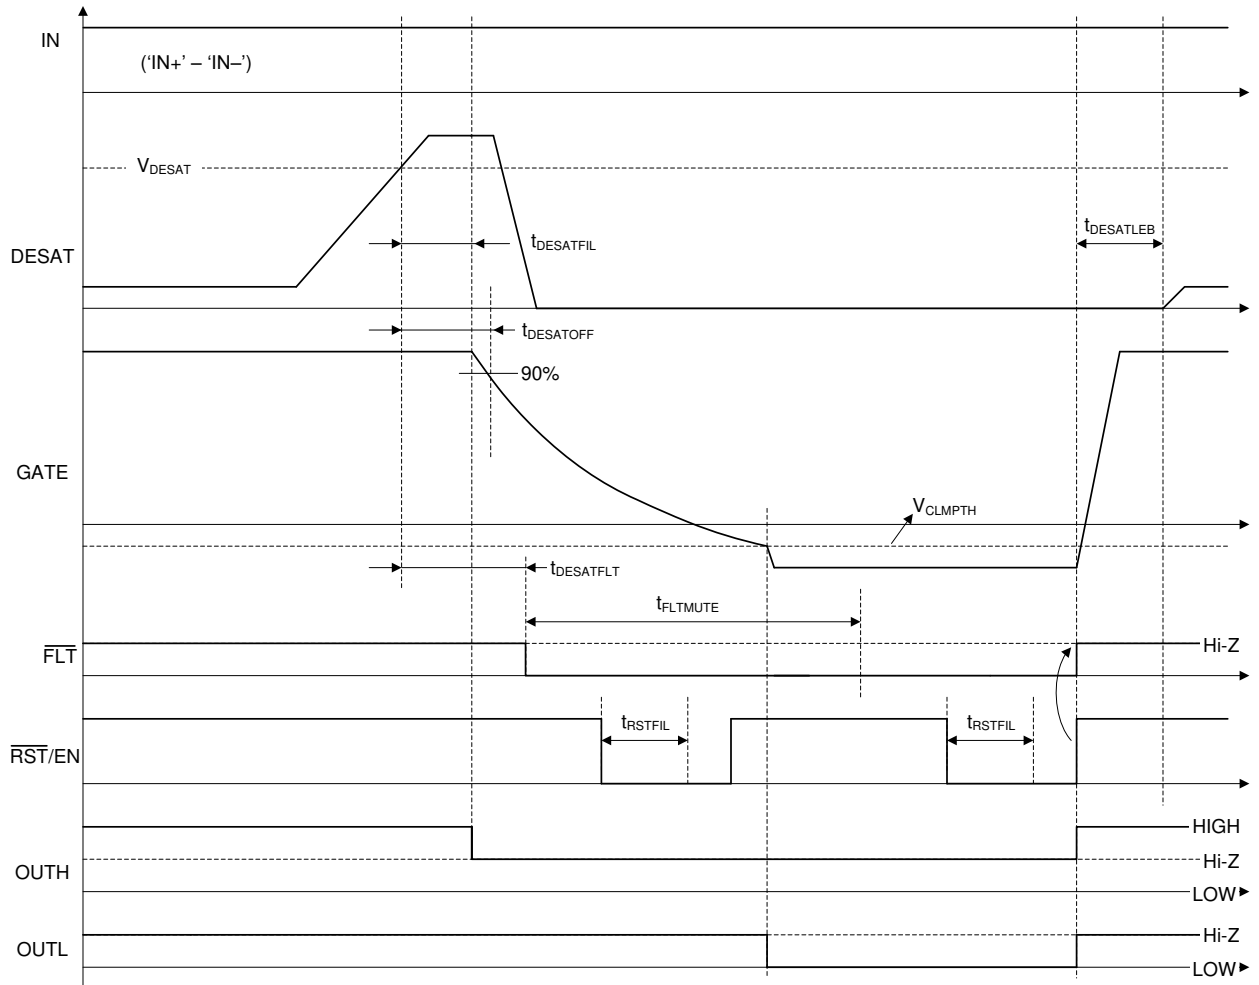 IN
(‘IN+’ – ‘IN–’)
VDESAT
DESAT
tDESATFIL
tDESATLEB
tDESATOFF
90%
GATE
VCLMPTH
tDESATFLT
tFLTMUTE
FLT
Hi-Z
RST/EN
tRSTFIL
tRSTFIL
OUTH
HIGH
Hi-Z
LOW
OUTL
Hi-Z
LOW